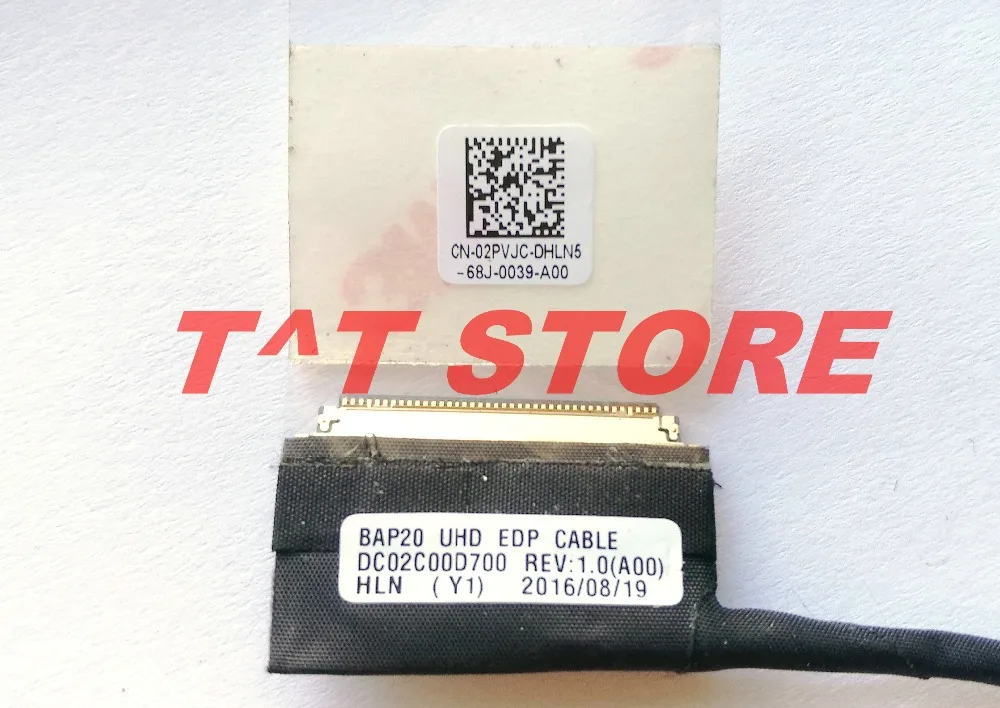 CN-02PVJC-DHLN5
-68J-0039-A00
T^T STORE
BAP20 UHD EDP CABLE
DC02C00D700 REV:1.0(A00)
HLN (Y1) 2016/08/19